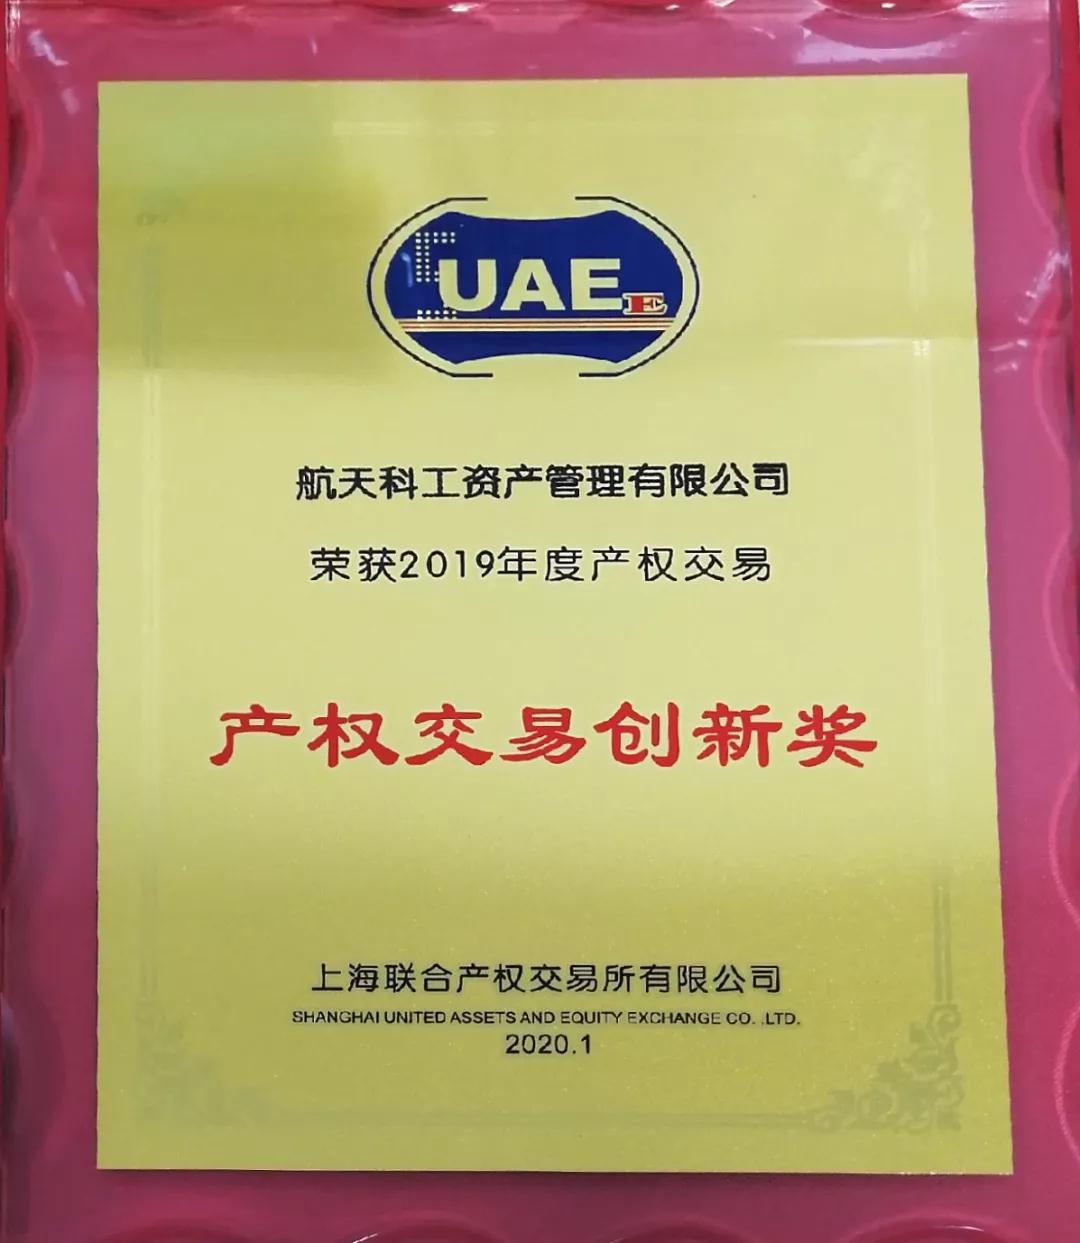 SUAEE
航天科工资产管理有限公司
荣获2019年度产权交易
产权交易创新奖
上海联合产权交易所有限公司
SHANGHAI UNITED ASSETS AND EQUITY EXCHANGE CO. .LTD.
2020.1